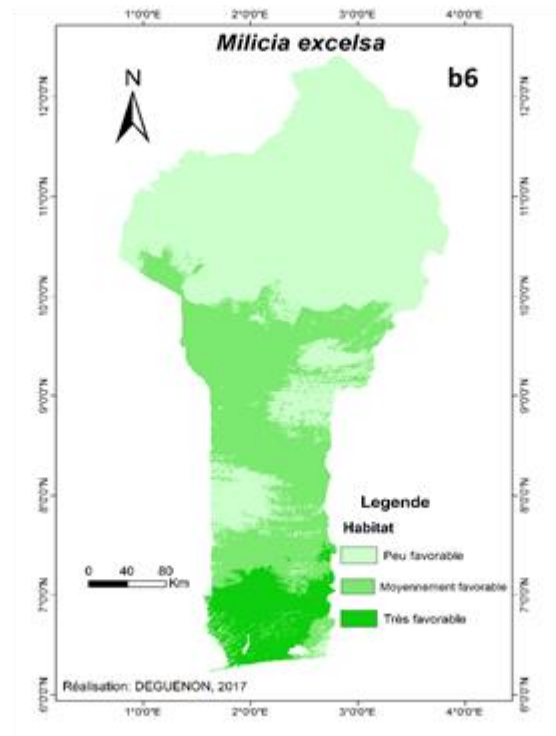 1°0'0"E 2°0'0"E 3°0'0"E 4°0'0"E
Milicia excelsa
b6
N
12°0'0"N 12°0'0"N
11°0'0"N 11°0'0"N
10°0'0"N 10°0'0"N
9°0'0"N 9°0'0"N
8°0'0"N 8°0'0"N
Legende
Habitat
Peu favorable
Moyennement favorable
Très favorable
0 40 80
Km
7°0'0"N 7°0'0"N
Réalisation: DEGUENON, 2017
6°0'0"N 6°0'0"N
1°0'0"E 2°0'0"E 3°0'0"E 4°0'0"E